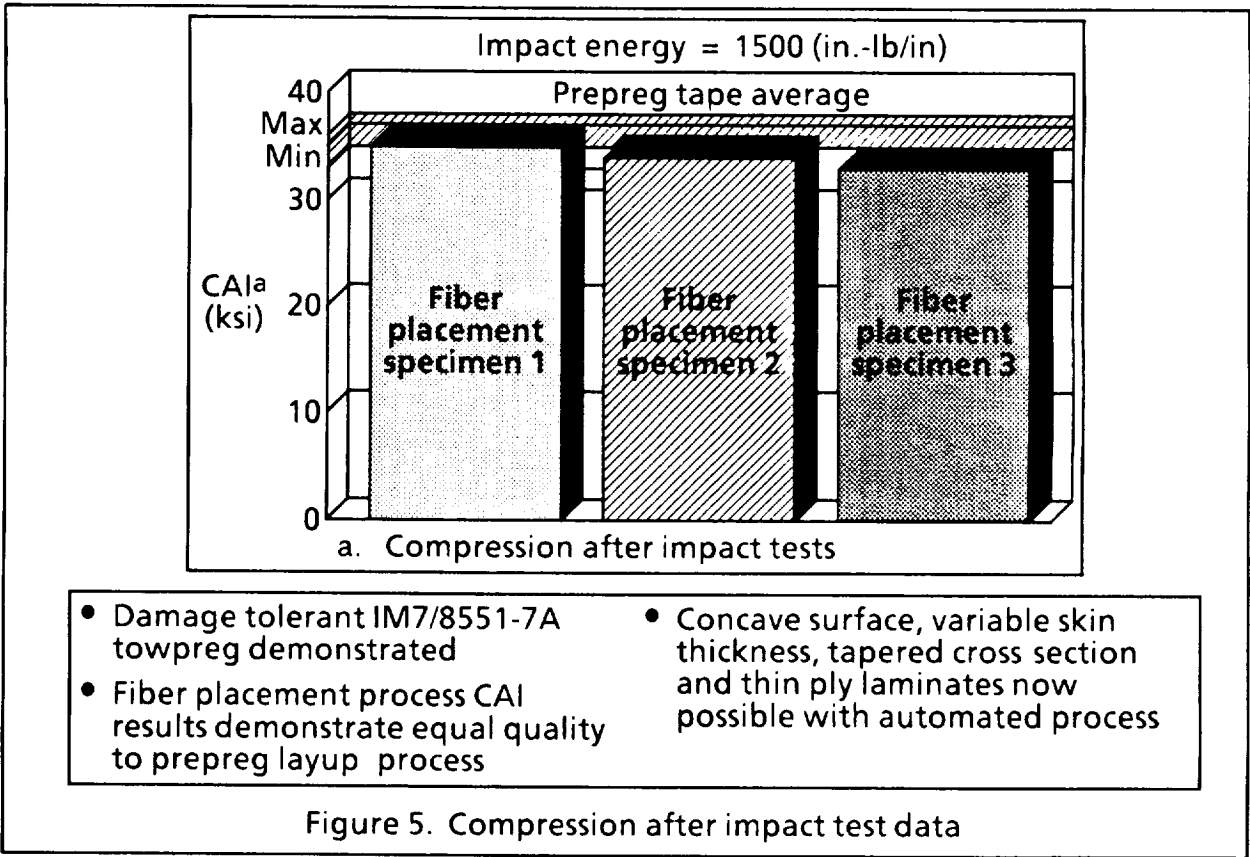 Impact energy = 1500 (in.-lb/in)
Prepreg tape average
40
Max
Min
30
CAIa
(ksi)
20
10
0
Fiber
placement
specimen 1
Fiber
placement
specimen 2
Fiber
placement
specimen 3
a. Compression after impact tests
• Damage tolerant IM7/8551-7A
towpreg demonstrated
• Fiber placement process CAI
results demonstrate equal quality
to prepreg layup process
• Concave surface, variable skin
thickness, tapered cross section
and thin ply laminates now
possible with automated process
Figure 5. Compression after impact test data